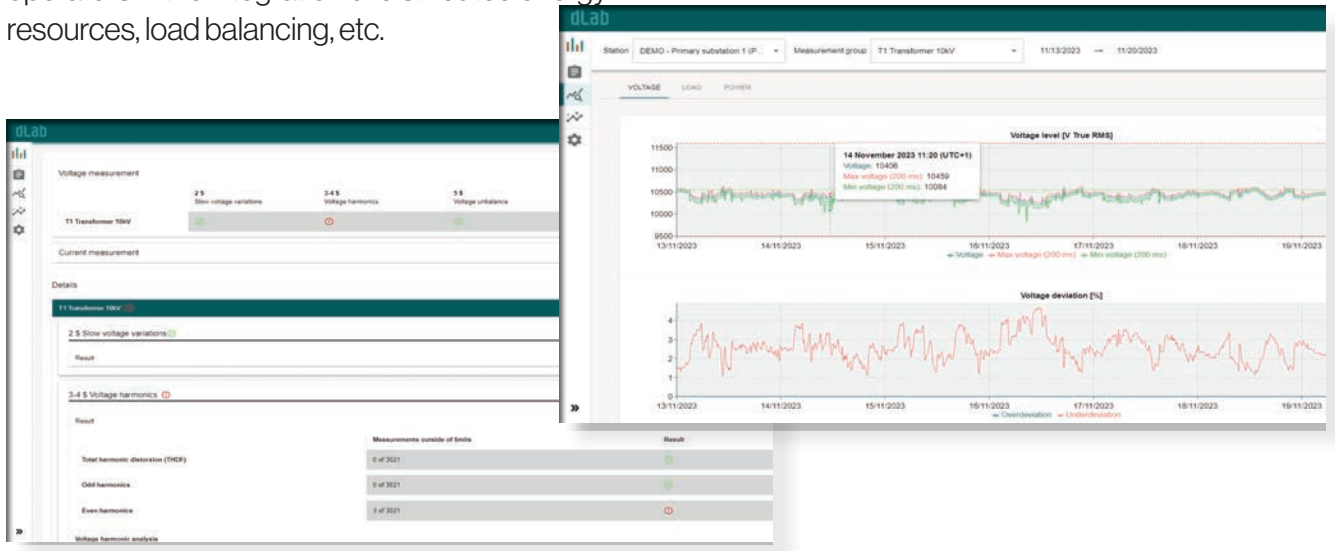 resources, load balancing, etc.
dLab
Station DEMO - Primary substation 1 (P... Measurement group T1 Transformer 10kV 11/13/2023 — 11/20/2023
VOLTAGE LOAD POWER
Voltage level [V True RMS]
11500
11000
10500
10000
9500
14 November 2023 11:20 (UTC+1)
Voltage: 10406
Max voltage (200 ms): 10459
Min voltage (200 ms): 10084
13/11/2023 14/11/2023 15/11/2023 16/11/2023 17/11/2023 18/11/2023 19/11/2023
Voltage Max voltage (200 ms) Min voltage (200 ms)
Voltage deviation [%]
4
3
2
1
0
13/11/2023 14/11/2023 15/11/2023 16/11/2023 17/11/2023 18/11/2023 19/11/2023
Overdeviation Underdeviation
dLab
Voltage measurement
2 § 3-4 § 5 §
Slow voltage variations Voltage harmonics Voltage unbalance
T1 Transformer 10kV
Current measurement
Details
T1 Transformer 10kV
2 § Slow voltage variations
Result
3-4 § Voltage harmonics
Result
Measurements outside of limits Result
Total harmonic distorsion (THDF) 0 of 3021
Odd harmonics 0 of 3021
Even harmonics 3 of 3021
Voltage harmonic analysis